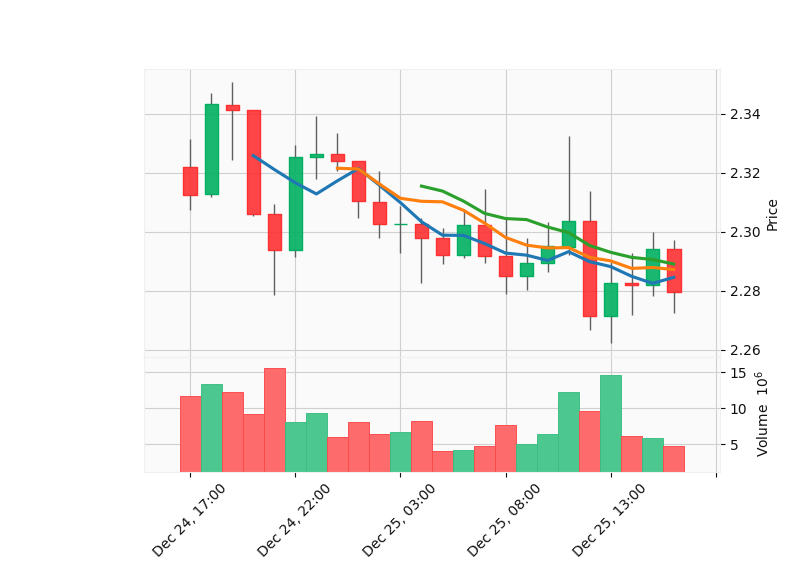 2.34
2.32
2.30
2.28
2.26
Price
15
10
5
Volume 10^6
Dec 24, 17:00
Dec 24, 22:00
Dec 25, 03:00
Dec 25, 08:00
Dec 25, 13:00